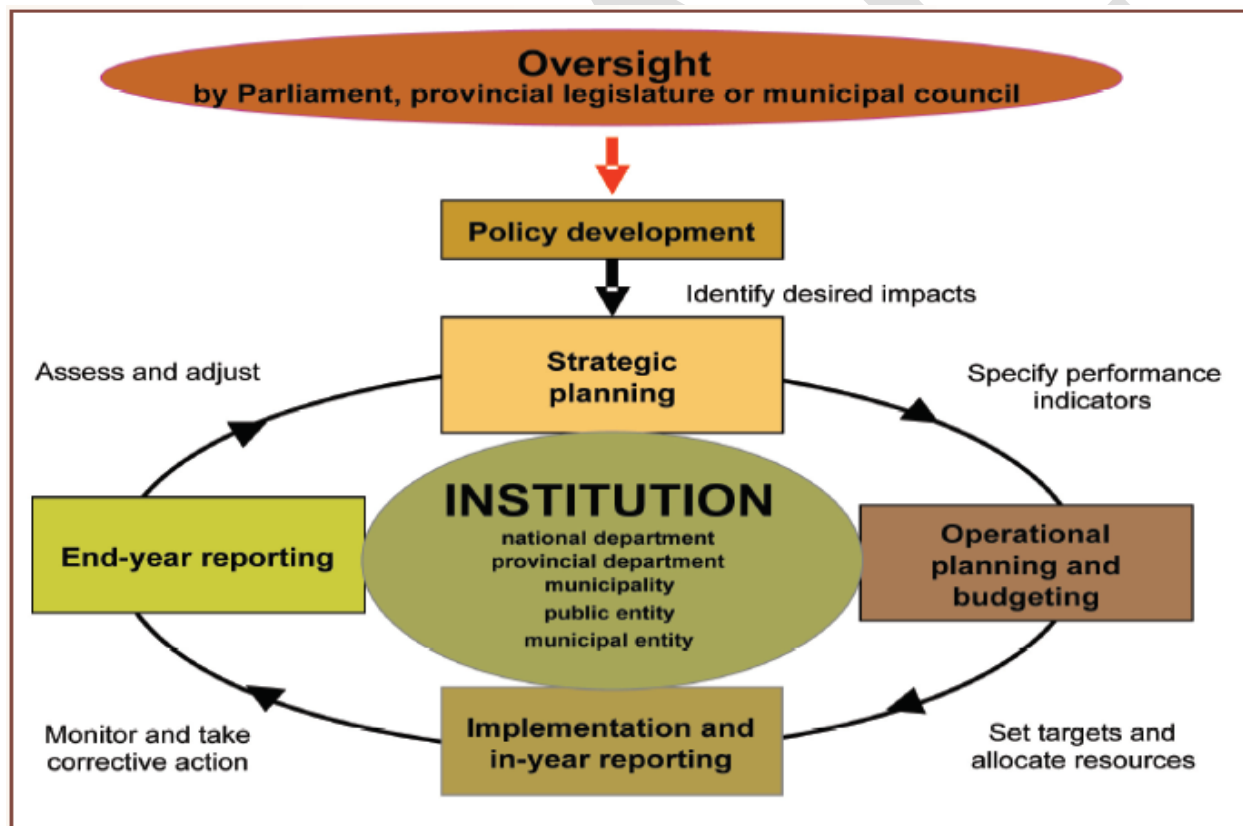 Oversight
by Parliament, provincial legislature or municipal council
Policy development
Identify desired impacts
Strategic
planning
Assess and adjust
Specify performance
indicators
INSTITUTION
national department
provincial department
municipality
public entity
municipal entity
End-year reporting
Operational
planning and
budgeting
Implementation and
in-year reporting
Monitor and take
corrective action
Set targets and
allocate resources